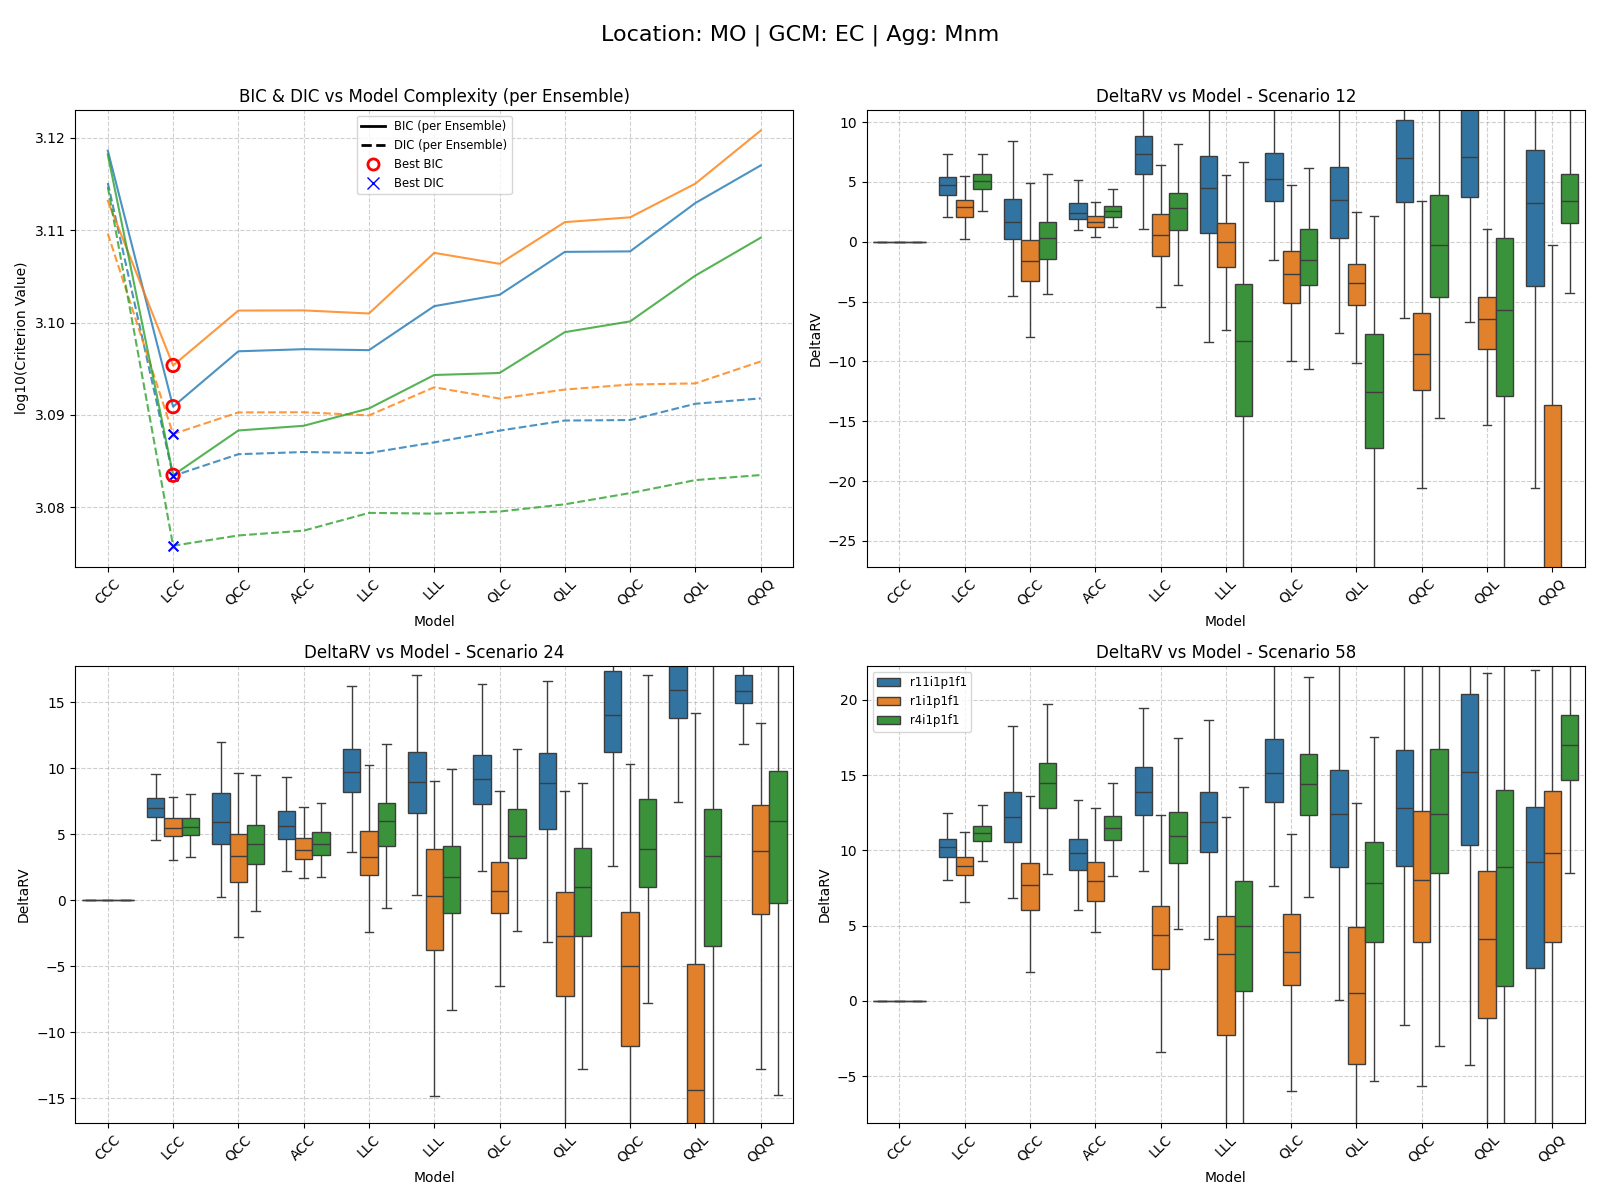 Location: MO | GCM: EC | Agg: Mnm
BIC & DIC vs Model Complexity (per Ensemble)
log10(Criterion Value)
3.12
3.11
3.10
3.09
3.08
BIC (per Ensemble)
DIC (per Ensemble)
Best BIC
Best DIC
CCC LCC QCC ACC LLC LLL QLC QLL QQC QQL QQQ
Model
DeltaRV vs Model - Scenario 12
DeltaRV
10
5
0
−5
−10
−15
−20
−25
CCC LCC QCC ACC LLC LLL QLC QLL QQC QQL QQQ
Model
DeltaRV vs Model - Scenario 24
DeltaRV
15
10
5
0
−5
−10
−15
CCC LCC QCC ACC LLC LLL QLC QLL QQC QQL QQQ
Model
DeltaRV vs Model - Scenario 58
DeltaRV
20
15
10
5
0
−5
r11i1p1f1
r1i1p1f1
r4i1p1f1
CCC LCC QCC ACC LLC LLL QLC QLL QQC QQL QQQ
Model